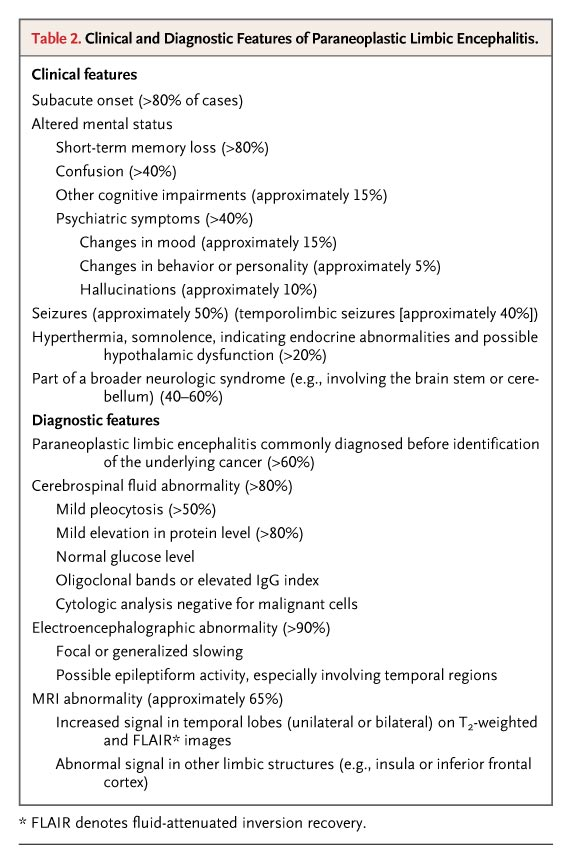 Table 2. Clinical and Diagnostic Features of Paraneoplastic Limbic Encephalitis.
Clinical features
Subacute onset (>80% of cases)
Altered mental status
Short-term memory loss (>80%)
Confusion (>40%)
Other cognitive impairments (approximately 15%)
Psychiatric symptoms (>40%)
Changes in mood (approximately 15%)
Changes in behavior or personality (approximately 5%)
Hallucinations (approximately 10%)
Seizures (approximately 50%) (temporolimbic seizures [approximately 40%])
Hyperthermia, somnolence, indicating endocrine abnormalities and possible
hypothalamic dysfunction (>20%)
Part of a broader neurologic syndrome (e.g., involving the brain stem or cere-
bellum) (40–60%)
Diagnostic features
Paraneoplastic limbic encephalitis commonly diagnosed before identification
of the underlying cancer (>60%)
Cerebrospinal fluid abnormality (>80%)
Mild pleocytosis (>50%)
Mild elevation in protein level (>80%)
Normal glucose level
Oligoclonal bands or elevated IgG index
Cytologic analysis negative for malignant cells
Electroencephalographic abnormality (>90%)
Focal or generalized slowing
Possible epileptiform activity, especially involving temporal regions
MRI abnormality (approximately 65%)
Increased signal in temporal lobes (unilateral or bilateral) on T₂-weighted
and FLAIR* images
Abnormal signal in other limbic structures (e.g., insula or inferior frontal
cortex)
* FLAIR denotes fluid-attenuated inversion recovery.